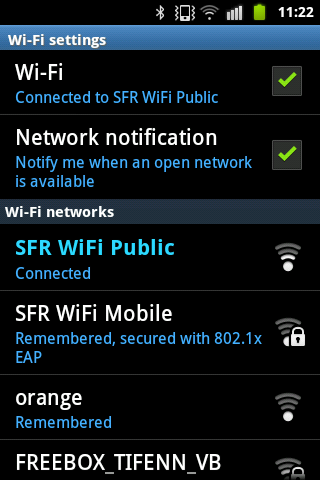 11:22
Wi-Fi settings
Wi-Fi
Connected to SFR WiFi Public
Network notification
Notify me when an open network
is available
Wi-Fi networks
SFR WiFi Public
Connected
SFR WiFi Mobile
Remembered, secured with 802.1x
EAP
orange
Remembered
FREEBOX_TIFENN_VB